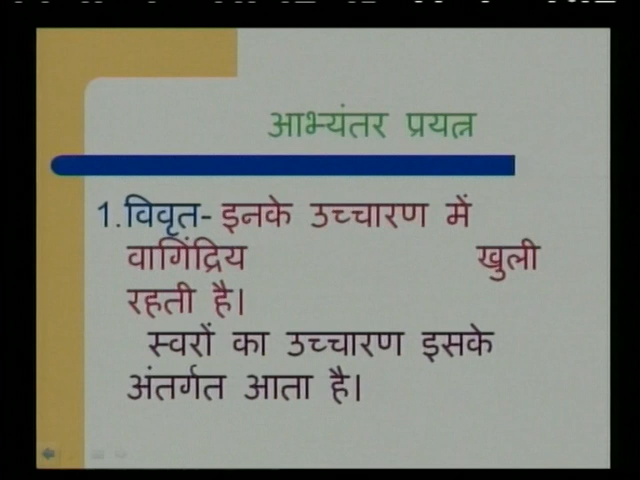 आभ्यंतर प्रयत्न
1.विवृत- इनके उच्चारण में
वागिंद्रिय खुली
रहती है।
स्वरों का उच्चारण इसके
अंतर्गत आता है।